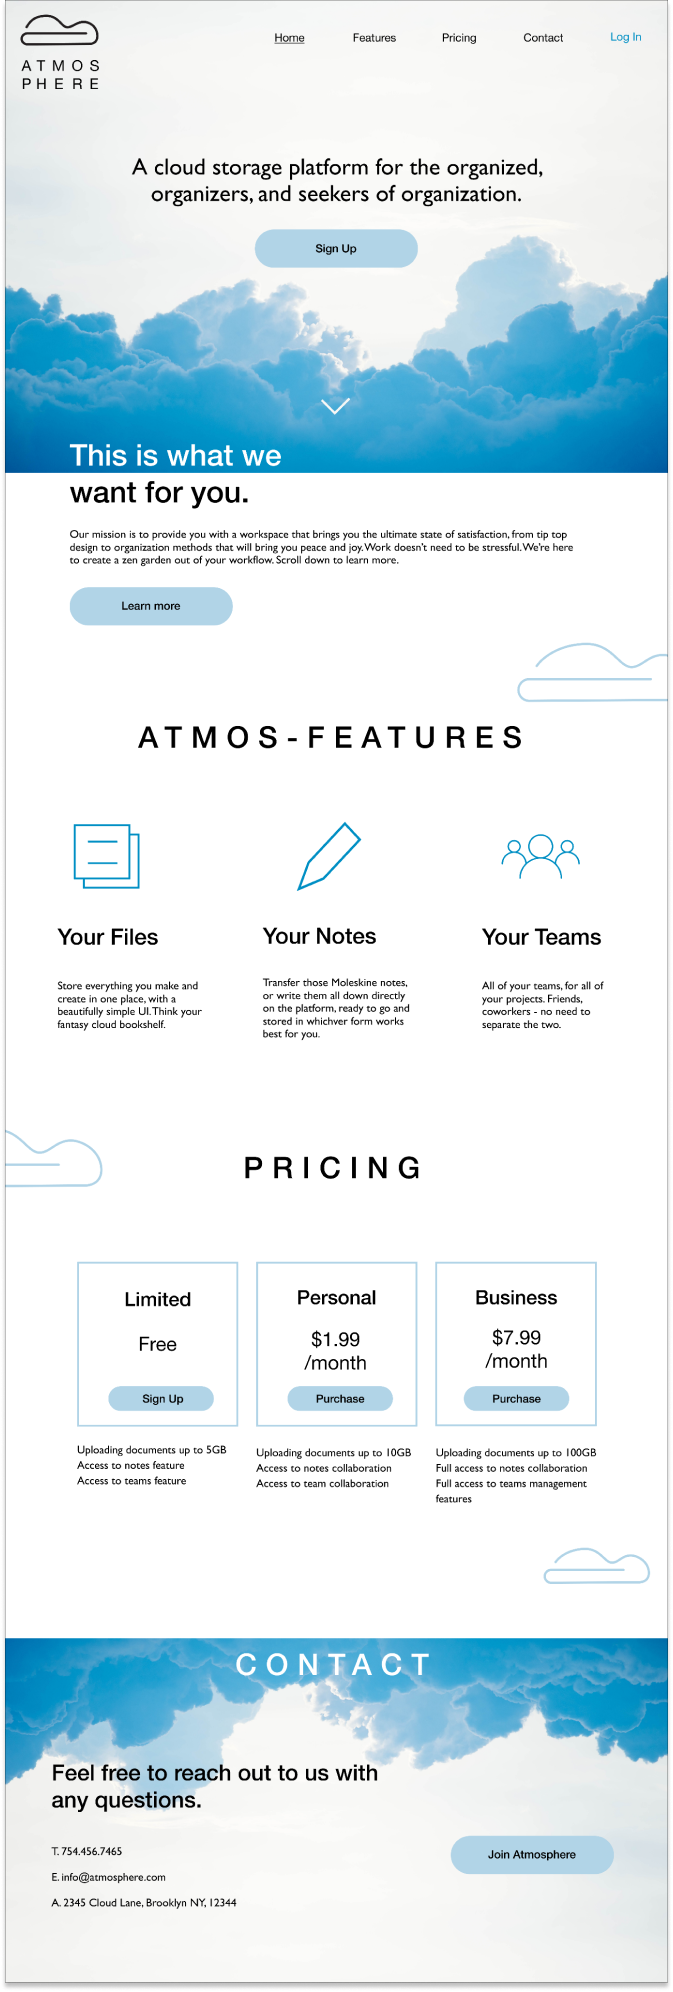 ATMOS
PHERE
Home Features Pricing Contact Log In
A cloud storage platform for the organized,
organizers, and seekers of organization.
Sign Up
This is what we
want for you.
Our mission is to provide you with a workspace that brings you the ultimate state of satisfaction, from tip top
design to organization methods that will bring you peace and joy. Work doesn't need to be stressful. We're here
to create a zen garden out of your workflow. Scroll down to learn more.
Learn more
ATMOS-FEATURES
Your Files
Store everything you make and
create in one place, with a
beautifully simple UI. Think your
fantasy cloud bookshelf.
Your Notes
Transfer those Moleskine notes,
or write them all down directly
on the platform, ready to go and
stored in whichver form works
best for you.
Your Teams
All of your teams, for all of
your projects. Friends,
coworkers - no need to
separate the two.
PRICING
Limited
Free
Sign Up
Uploading documents up to 5GB
Access to notes feature
Access to teams feature
Personal
$1.99
/month
Purchase
Uploading documents up to 10GB
Access to notes collaboration
Access to team collaboration
Business
$7.99
/month
Purchase
Uploading documents up to 100GB
Full access to notes collaboration
Full access to teams management
features
CONTACT
Feel free to reach out to us with
any questions.
T. 754.456.7465
E. info@atmosphere.com
A. 2345 Cloud Lane, Brooklyn NY, 12344
Join Atmosphere